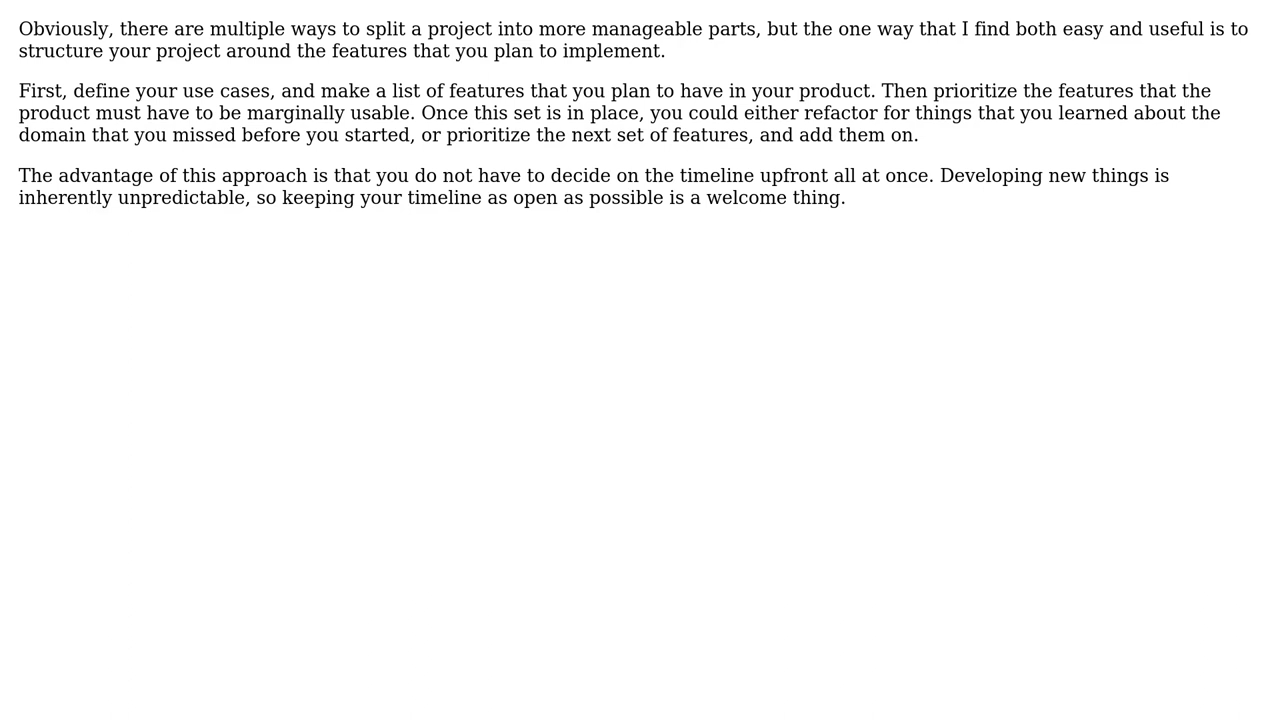 Obviously, there are multiple ways to split a project into more manageable parts, but the one way that I find both easy and useful is to
structure your project around the features that you plan to implement.
First, define your use cases, and make a list of features that you plan to have in your product. Then prioritize the features that the
product must have to be marginally usable. Once this set is in place, you could either refactor for things that you learned about the
domain that you missed before you started, or prioritize the next set of features, and add them on.
The advantage of this approach is that you do not have to decide on the timeline upfront all at once. Developing new things is
inherently unpredictable, so keeping your timeline as open as possible is a welcome thing.